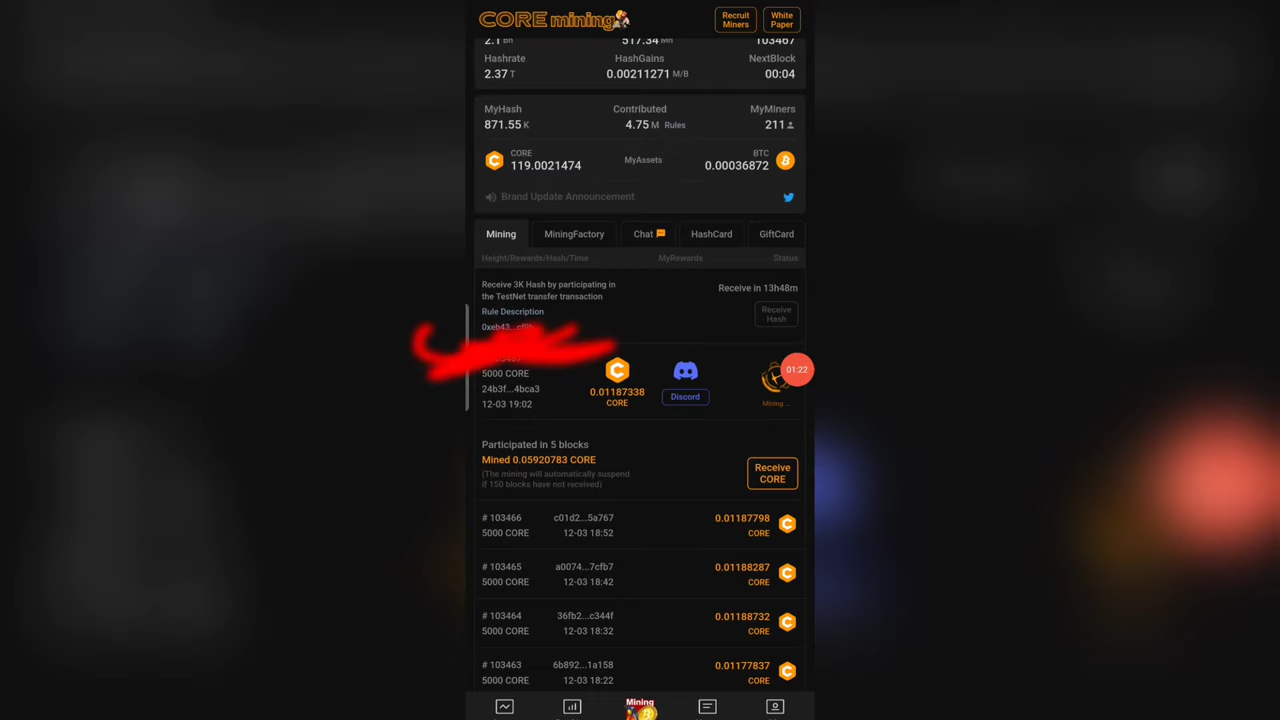 CORE mining
Recruit Miners
White Paper
2.1 Bn 517.34 Mn 103467
Hashrate HashGains NextBlock
2.37 T 0.00211271 M/B 00:04
MyHash Contributed MyMiners
871.55 K 4.75 M Rules 211
CORE MyAssets BTC
119.0021474 0.00036872
Brand Update Announcement
Mining MiningFactory Chat HashCard GiftCard
Height/Rewards/Hash/Time MyRewards Status
Receive 3K Hash by participating in
the TestNet transfer transaction
Receive in 13h48m
Rule Description
Receive
Hash
5000 CORE
24b3f...4bca3
12-03 19:02
0.01187338
CORE
Discord
Mining ...
01:22
Participated in 5 blocks
Mined 0.05920783 CORE
(The mining will automatically suspend
if 150 blocks have not received)
Receive
CORE
# 103466 c01d2...5a767 0.01187798
5000 CORE 12-03 18:52 CORE
# 103465 a0074...7cfb7 0.01188287
5000 CORE 12-03 18:42 CORE
# 103464 36fb2...c344f 0.01188732
5000 CORE 12-03 18:32 CORE
# 103463 6b892...1a158 0.01177837
5000 CORE 12-03 18:22 CORE
Mining